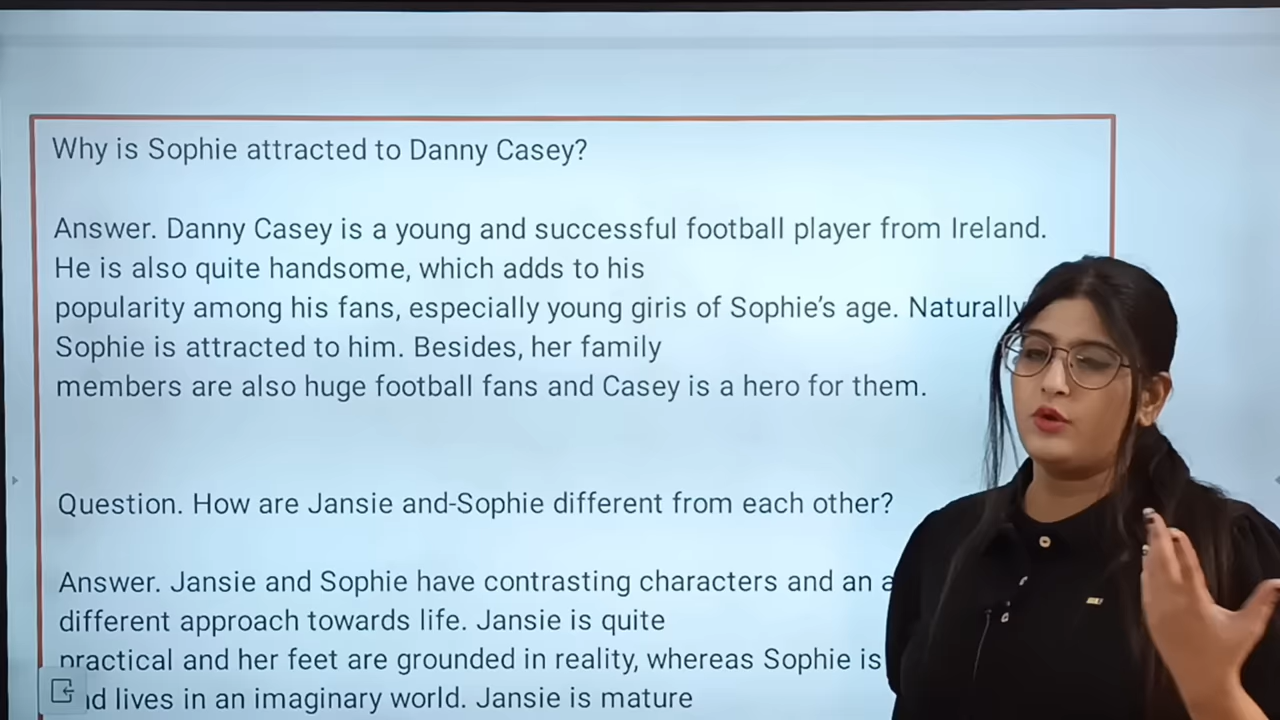 Why is Sophie attracted to Danny Casey?
Answer. Danny Casey is a young and successful football player from Ireland.
He is also quite handsome, which adds to his
popularity among his fans, especially young giris of Sophie's age. Naturally
Sophie is attracted to him. Besides, her family
members are also huge football fans and Casey is a hero for them.
Question. How are Jansie and-Sophie different from each other?
Answer. Jansie and Sophie have contrasting characters and an
different approach towards life. Jansie is quite
practical and her feet are grounded in reality, whereas Sophie is
lives in an imaginary world. Jansie is mature